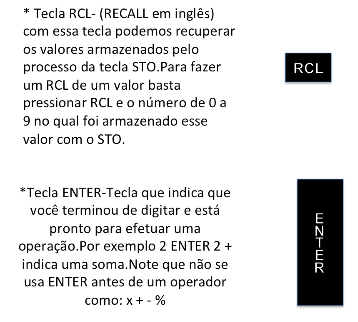 * Tecla RCL- (RECALL em inglês)
com essa tecla podemos recuperar
os valores armazenados pelo
processo da tecla STO.Para fazer
um RCL de um valor basta
pressionar RCL e o número de 0 a
9 no qual foi armazenado esse
valor com o STO.
RCL
*Tecla ENTER-Tecla que indica que
você terminou de digitar e está
pronto para efetuar uma
operação.Por exemplo 2 ENTER 2 +
indica uma soma.Note que não se
usa ENTER antes de um operador
como: x + - %
ENTER